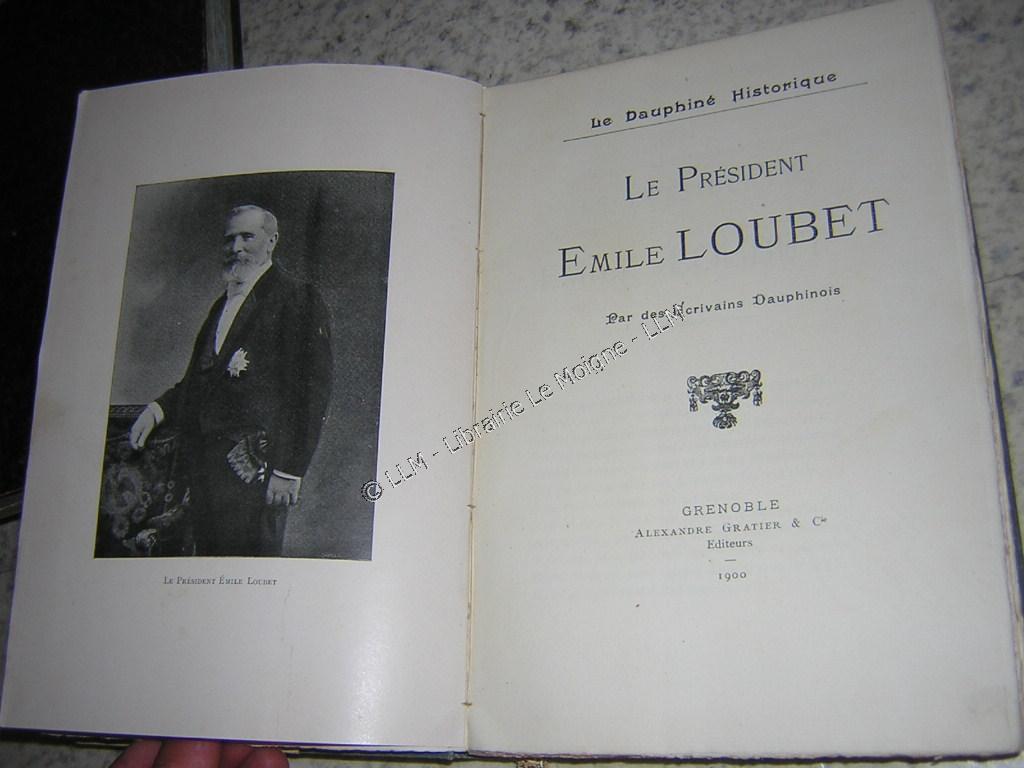 LE PRÉSIDENT ÉMILE LOUBET
Le Dauphiné Historique
LE PRÉSIDENT
EMILE LOUBET
Par des Ecrivains Dauphinois
GRENOBLE
ALEXANDRE GRATIER & Cie
Editeurs
1900
© LLM - Librairie Le Moigne - LLM